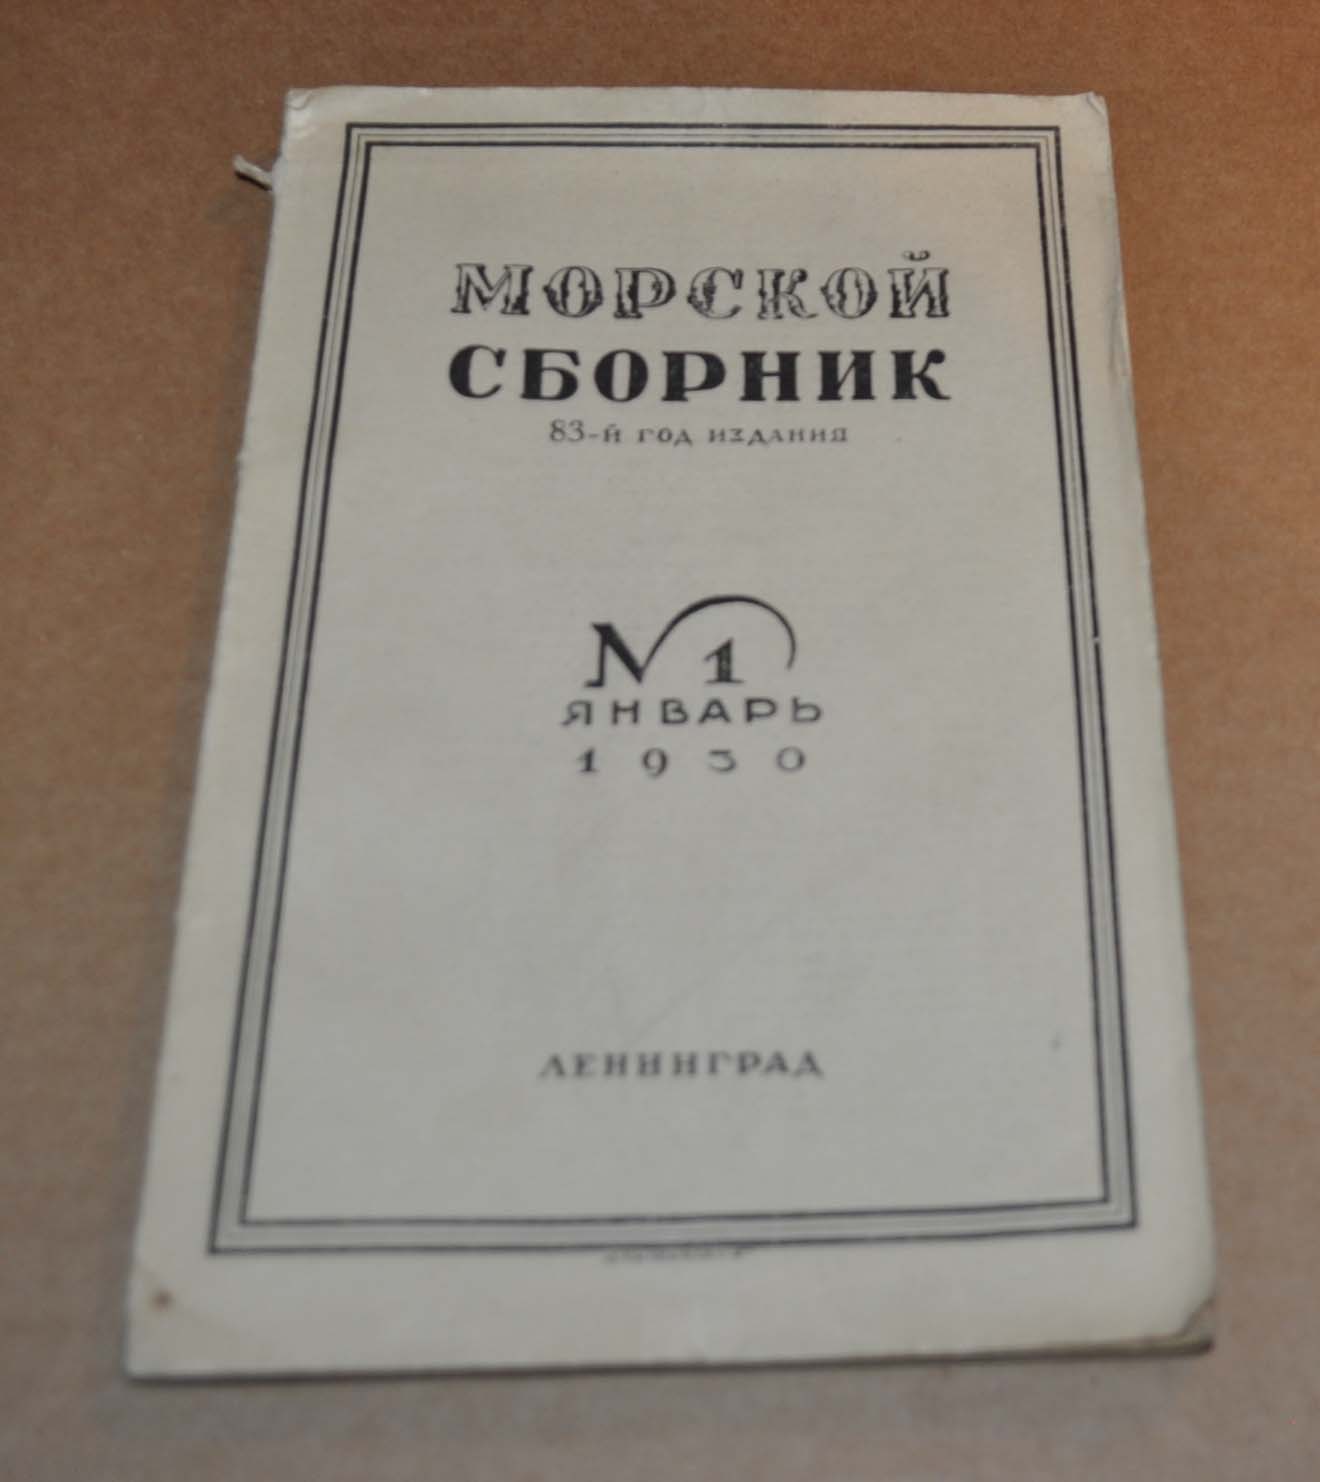 МОРСКОЙ
СБОРНИК
83-й год издания
№ 1
ЯНВАРЬ
1930
ЛЕНИНГРАД